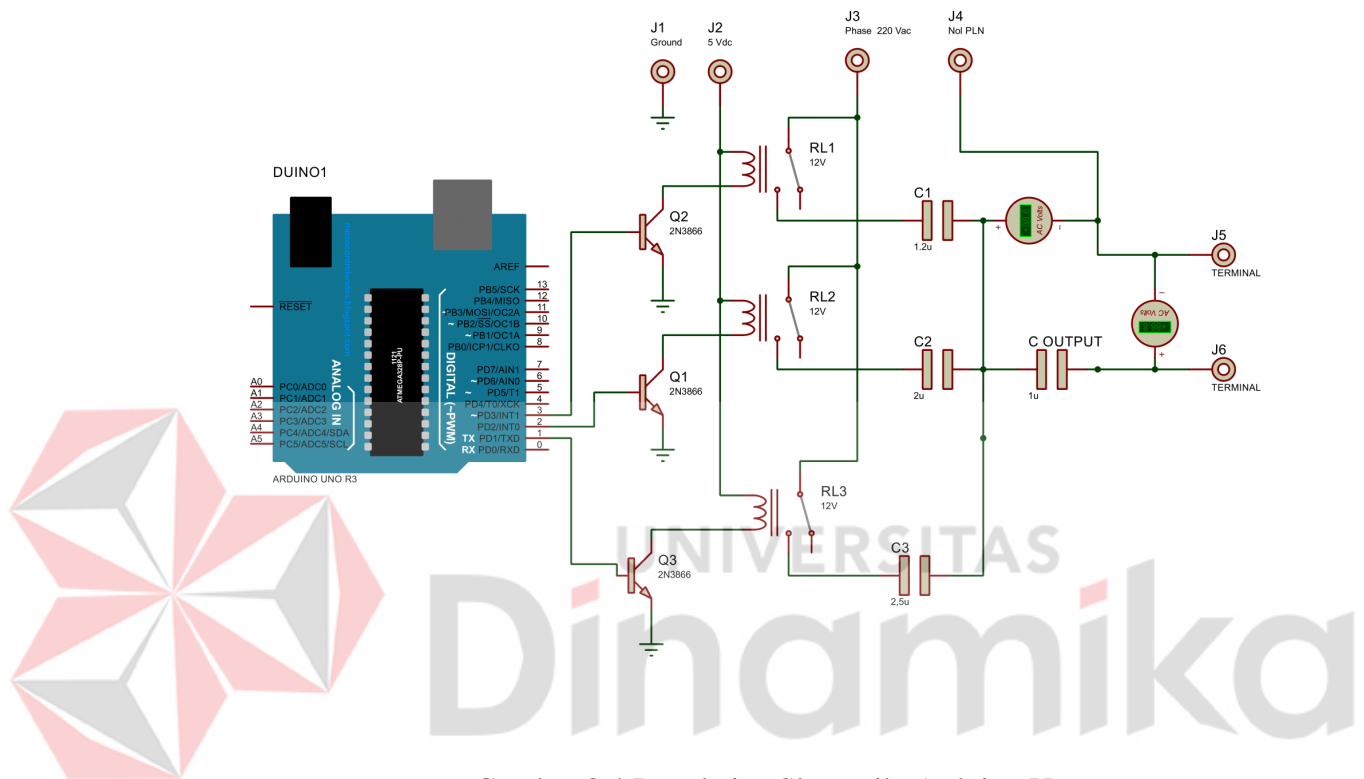 J1
Ground
J2
5 Vdc
J3
Phase 220 Vac
J4
Nol PLN
DUINO1
RL1
12V
Q2
2N3866
C1
1.2u
AC Volts
J5
TERMINAL
AREF
RESET
PB5/SCK 13
PB4/MISO 12
~PB3/MOSI/OC2A 11
~ PB2/SS/OC1B 10
~ PB1/OC1A 9
PB0/ICP1/CLKO 8
PD7/AIN1 7
~ PD6/AIN0 6
~ PD5/T1 5
PD4/T0/XCK 4
~ PD3/INT1 3
PD2/INT0 2
TX PD1/TXD 1
RX PD0/RXD 0
DIGITAL (~PWM)
ANALOG IN
1121
ATMEGA328P-PU
A0 PC0/ADC0
A1 PC1/ADC1
A2 PC2/ADC2
A3 PC3/ADC3
A4 PC4/ADC4/SDA
A5 PC5/ADC5/SCL
ARDUINO UNO R3
RL2
12V
Q1
2N3866
C2
2u
C OUTPUT
1u
AC Volts
J6
TERMINAL
RL3
12V
Q3
2N3866
C3
2,5u
UNIVERSITAS
Dinamika